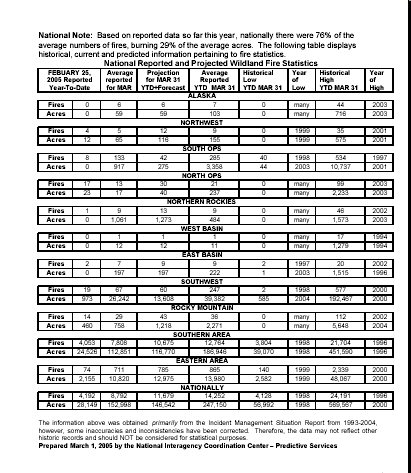 National Note: Based on reported data so far this year, nationally there were 76% of the
average numbers of fires, burning 29% of the average acres. The following table displays
historical, current and predicted information pertaining to fire statistics.
National Reported and Projected Wildland Fire Statistics
FEBUARY 25, 2005 Reported Year-To-Date Average reported for MAR Projection for MAR 31 YTD+Forecast Average Reported YTD MAR 31 Historical Low YTD MAR 31 Year of Low Historical High YTD MAR 31 Year of High
ALASKA
Fires 0 6 6 7 0 many 44 2003
Acres 0 59 59 103 0 many 716 2003
NORTHWEST
Fires 4 5 12 9 0 1999 35 2001
Acres 12 65 116 155 0 1999 575 2001
SOUTH OPS
Fires 8 133 42 285 40 1998 534 1997
Acres 0 917 275 3,358 44 2003 10,737 2001
NORTH OPS
Fires 17 13 30 21 0 many 99 2003
Acres 23 17 40 237 0 many 2,233 2003
NORTHERN ROCKIES
Fires 1 9 13 9 0 many 46 2002
Acres 0 1,061 1,273 484 0 many 1,573 2003
WEST BASIN
Fires 0 1 1 1 0 many 17 1994
Acres 0 12 12 11 0 many 1,279 1994
EAST BASIN
Fires 2 7 9 9 2 1997 20 2002
Acres 0 197 197 222 1 2003 1,515 1996
SOUTHWEST
Fires 19 67 60 247 2 1998 577 2000
Acres 973 26,242 13,608 39,382 585 2004 192,467 2000
ROCKY MOUNTAIN
Fires 14 29 43 36 0 many 112 2002
Acres 460 758 1,218 2,271 0 many 5,648 2004
SOUTHERN AREA
Fires 4,053 7,808 10,675 12,764 3,804 1998 21,704 1996
Acres 24,526 112,851 116,770 186,946 39,070 1998 451,590 1996
EASTERN AREA
Fires 74 711 785 865 140 1999 2,339 2000
Acres 2,155 10,820 12,975 13,980 2,582 1999 48,067 2000
NATIONALLY
Fires 4,192 8,792 11,679 14,252 4,128 1998 24,191 1996
Acres 28,149 152,998 146,542 247,150 56,992 1998 569,567 2000
The information above was obtained primarily from the Incident Management Situation Report from 1993-2004,
however, some inaccuracies and inconsistencies have been corrected. Therefore, the data may not reflect other
historic records and should NOT be considered for statistical purposes.
Prepared March 1, 2005 by the National Interagency Coordination Center – Predictive Services